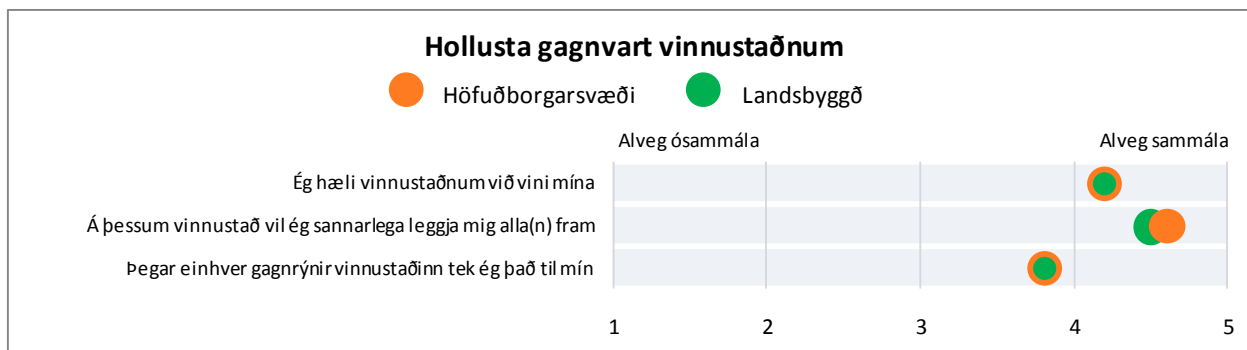 Hollusta gagnvart vinnustaðnum
Höfuðborgarsvæði Landsbyggð
Alveg ósammála Alveg sammála
Ég hæli vinnustaðnum við vini mína
Á þessum vinnustað vil ég sannarlega leggja mig alla(n) fram
Þegar einhver gagnrýnir vinnustaðinn tek ég það til mín
1 2 3 4 5